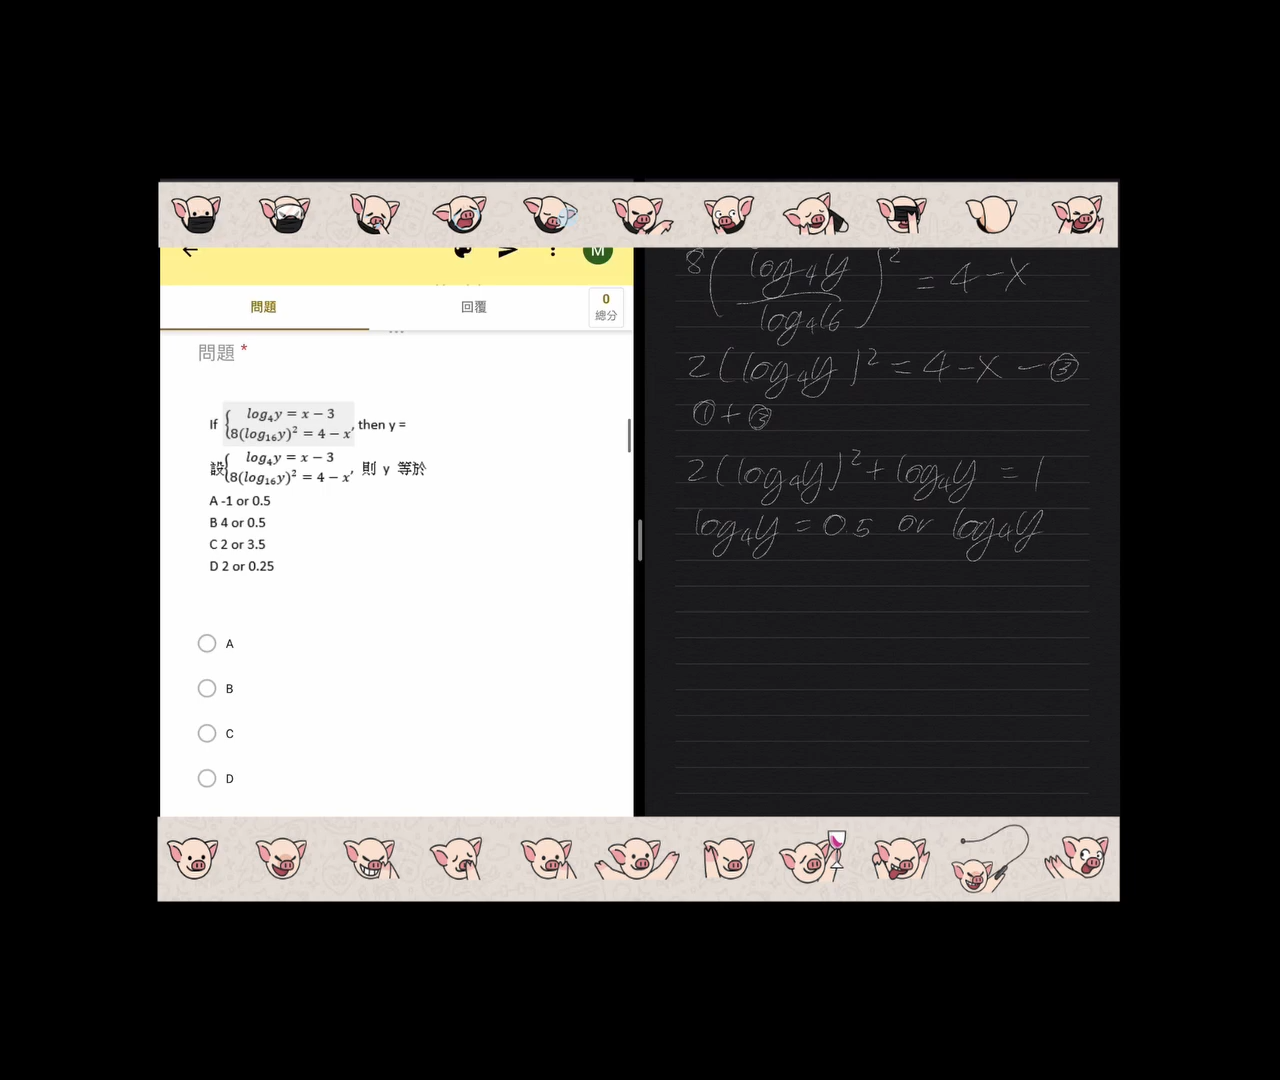 M
問題
回覆
0
總分
問題 *
If { log₄y = x − 3
8(log₁₆y)² = 4 − x , then y =
設{ log₄y = x − 3
8(log₁₆y)² = 4 − x ， 則 y 等於
A -1 or 0.5
B 4 or 0.5
C 2 or 3.5
D 2 or 0.25
A
B
C
D
8(log₄y / log₄16)² = 4 − x
2(log₄y)² = 4 − x − ③
① + ③
2(log₄y)² + log₄y = 1
log₄y = 0.5 or log₄y